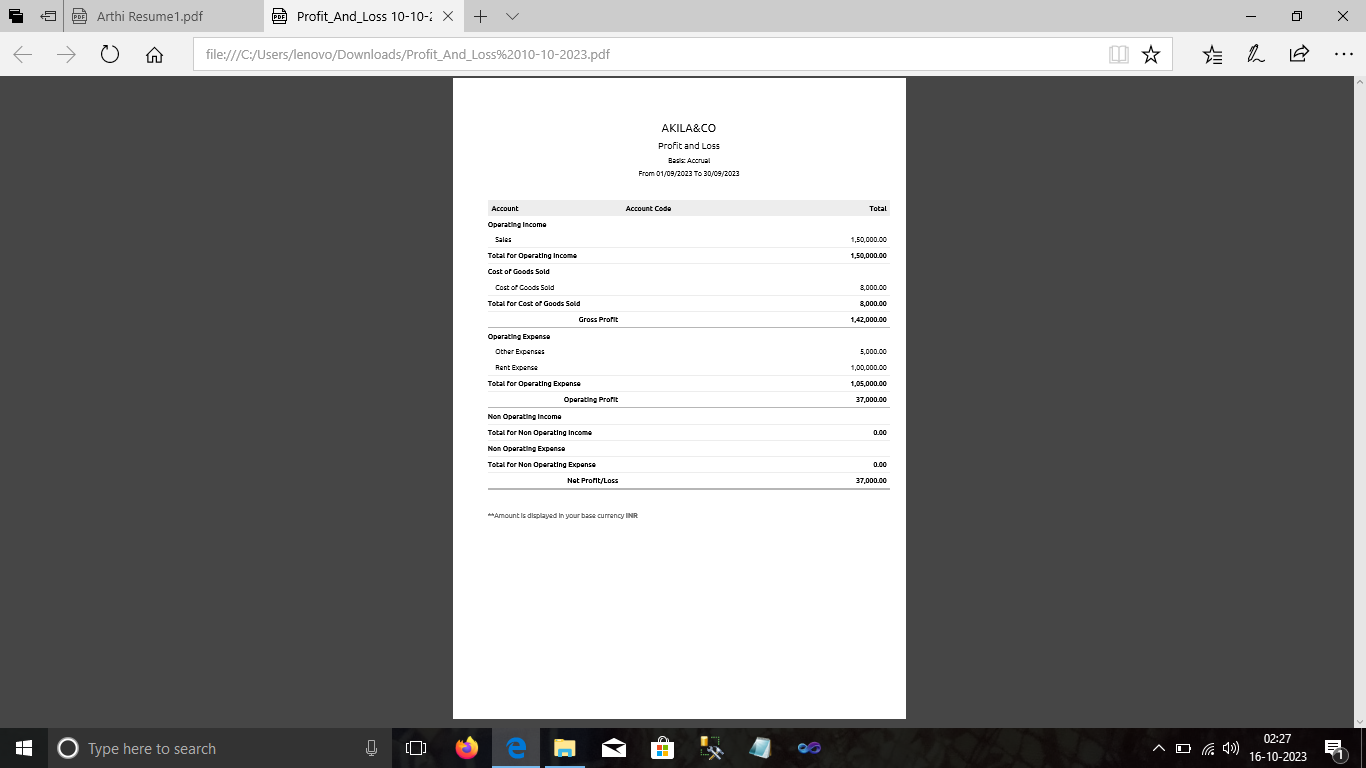 Arthi Resume1.pdf
Profit_And_Loss 10-10-2
file:///C:/Users/lenovo/Downloads/Profit_And_Loss%2010-10-2023.pdf
AKILA&CO
Profit and Loss
Basis: Accrual
From 01/09/2023 To 30/09/2023
Account Account Code Total
Operating Income
Sales 1,50,000.00
Total for Operating Income 1,50,000.00
Cost of Goods Sold
Cost of Goods Sold 8,000.00
Total for Cost of Goods Sold 8,000.00
Gross Profit 1,42,000.00
Operating Expense
Other Expenses 5,000.00
Rent Expense 1,00,000.00
Total for Operating Expense 1,05,000.00
Operating Profit 37,000.00
Non Operating Income
Total for Non Operating Income 0.00
Non Operating Expense
Total for Non Operating Expense 0.00
Net Profit/Loss 37,000.00
**Amount is displayed in your base currency INR
Type here to search
02:27
16-10-2023
1